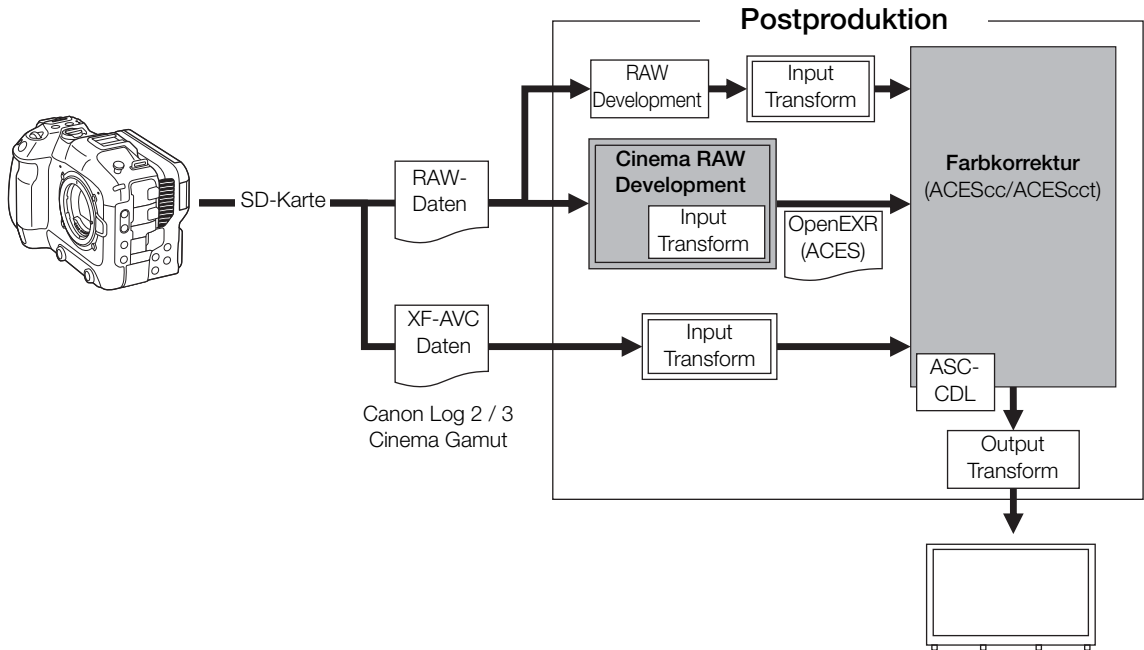 Postproduktion
RAW
Development
Input
Transform
Cinema RAW
Development
Input
Transform
Farbkorrektur
(ACEScc/ACEScct)
SD-Karte
RAW-
Daten
OpenEXR
(ACES)
XF-AVC
Daten
Input
Transform
ASC-
CDL
Canon Log 2 / 3
Cinema Gamut
Output
Transform